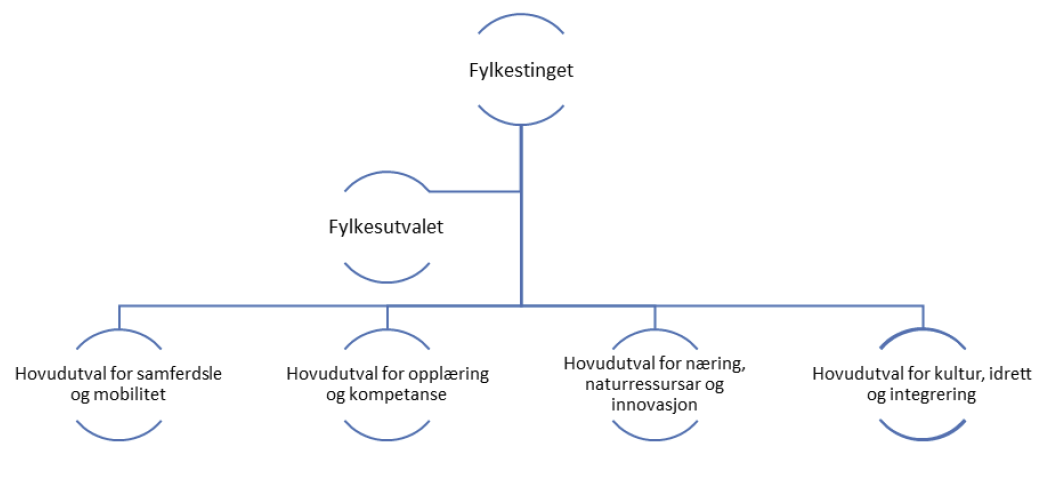 Fylkestinget
Fylkesutvalet
Hovudutval for samferdsle
og mobilitet
Hovudutval for opplæring
og kompetanse
Hovudutval for næring,
naturressursar og
innovasjon
Hovudutval for kultur, idrett
og integrering